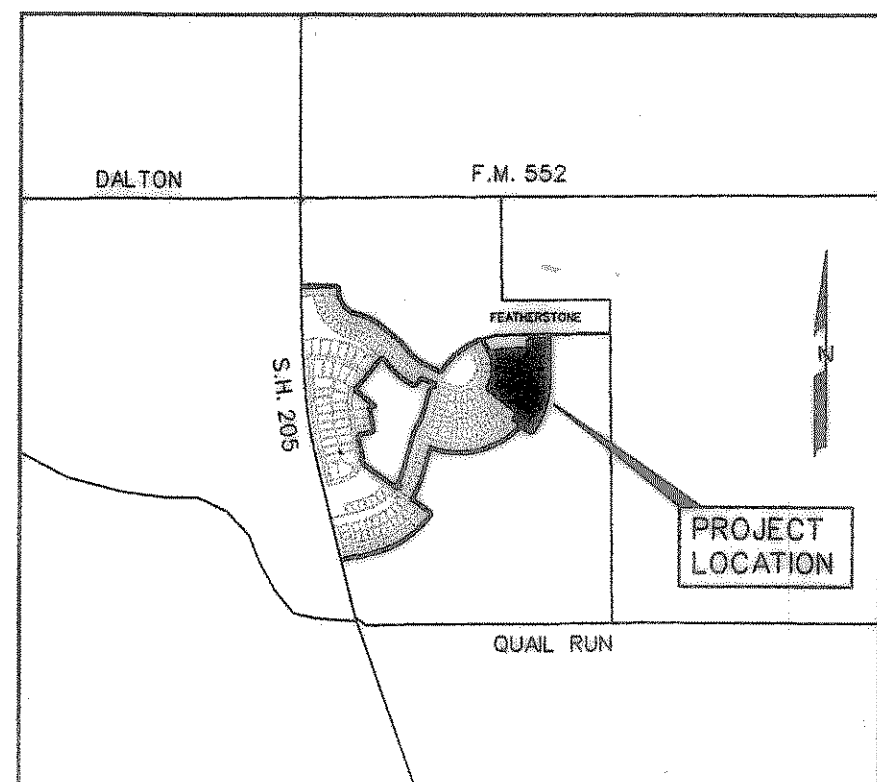 DALTON
F.M. 552
FEATHERSTONE
N
S.H. 205
PROJECT
LOCATION
QUAIL RUN